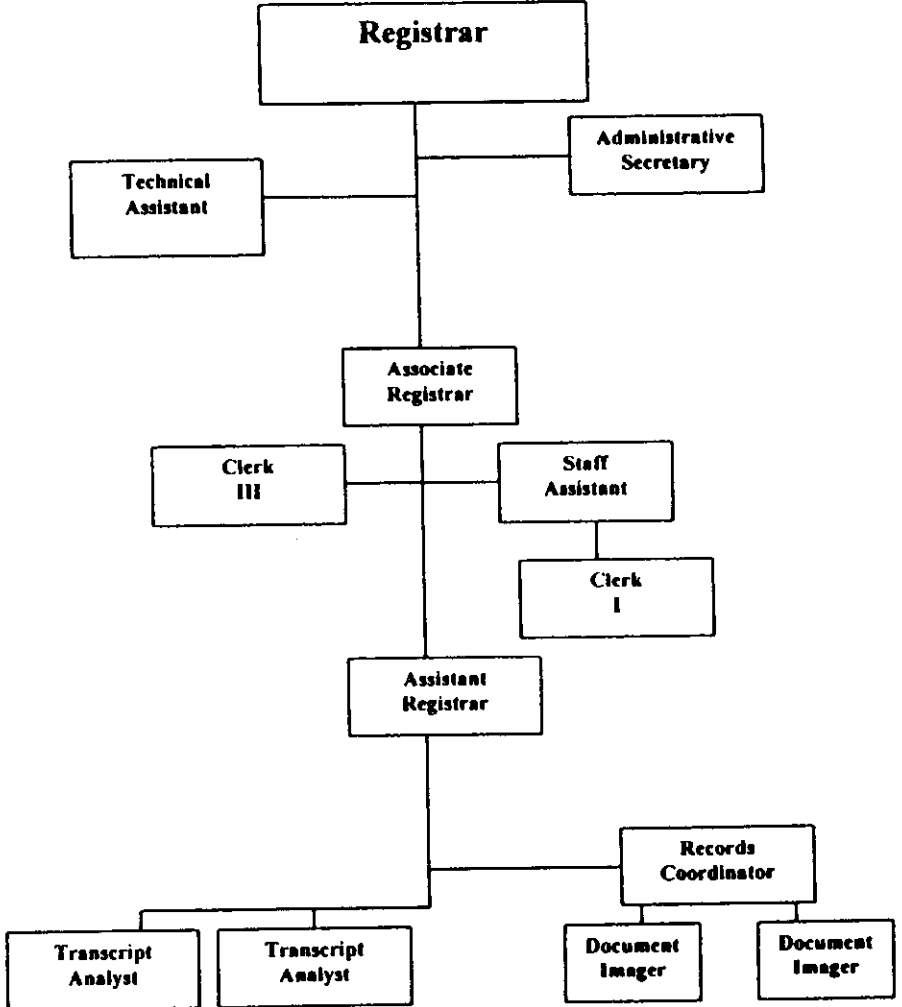 Registrar
Administrative
Secretary
Technical
Assistant
Associate
Registrar
Clerk
III
Staff
Assistant
Clerk
I
Assistant
Registrar
Records
Coordinator
Transcript
Analyst
Transcript
Analyst
Document
Imager
Document
Imager